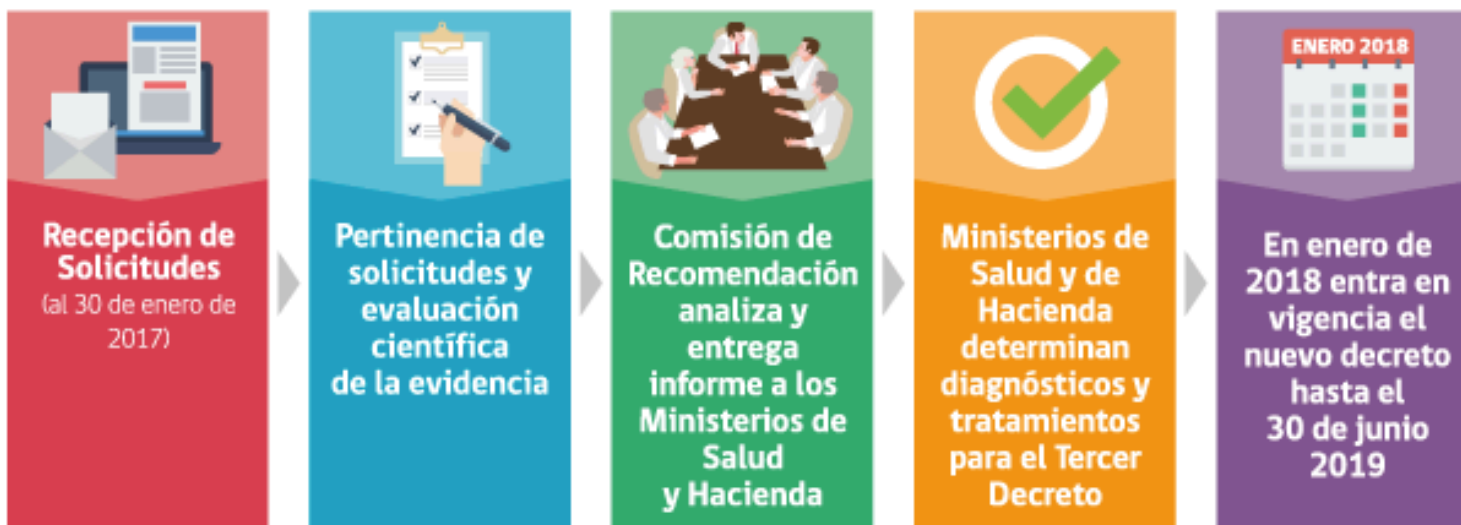 Recepción de
Solicitudes
(al 30 de enero de
2017)
Pertinencia de
solicitudes y
evaluación
científica
de la evidencia
Comisión de
Recomendación
analiza y
entrega
informe a los
Ministerios de
Salud
y Hacienda
Ministerios de
Salud y de
Hacienda
determinan
diagnósticos y
tratamientos
para el Tercer
Decreto
ENERO 2018
En enero de
2018 entra en
vigencia el
nuevo decreto
hasta el
30 de junio
2019